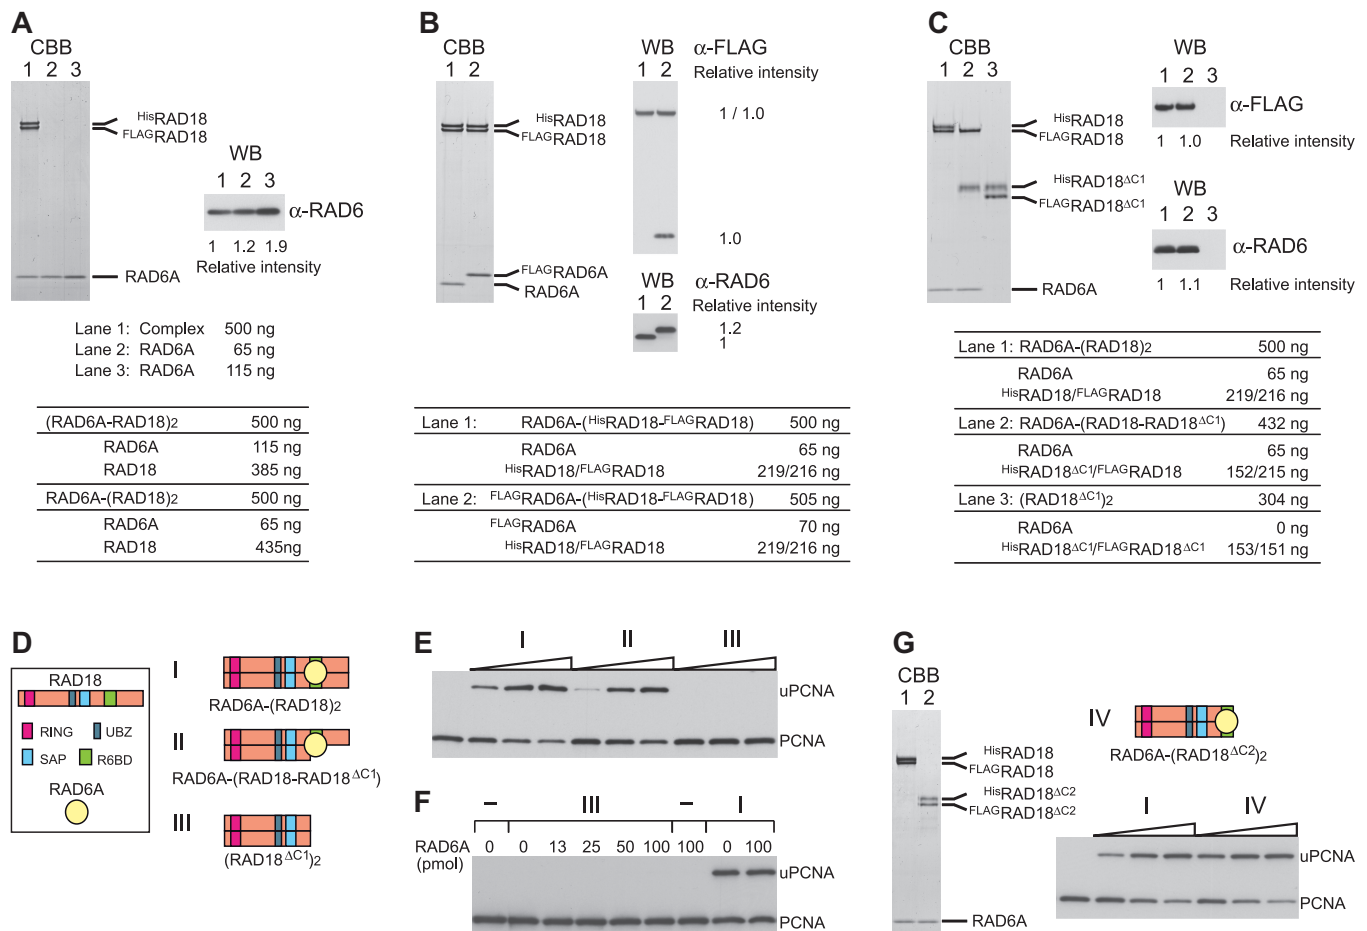 A
CBB
1 2 3
HisRAD18
FLAGRAD18
WB
1 2 3
α-RAD6
1 1.2 1.9
Relative intensity
RAD6A
Lane 1: Complex 500 ng
Lane 2: RAD6A 65 ng
Lane 3: RAD6A 115 ng
(RAD6A-RAD18)2 500 ng
RAD6A 115 ng
RAD18 385 ng
RAD6A-(RAD18)2 500 ng
RAD6A 65 ng
RAD18 435ng
B
CBB
1 2
HisRAD18
FLAGRAD18
FLAGRAD6A
RAD6A
WB α-FLAG
1 2 Relative intensity
1 / 1.0
1.0
WB α-RAD6
1 2 Relative intensity
1.2
1
Lane 1: RAD6A-(HisRAD18-FLAGRAD18) 500 ng
RAD6A 65 ng
HisRAD18/FLAGRAD18 219/216 ng
Lane 2: FLAGRAD6A-(HisRAD18-FLAGRAD18) 505 ng
FLAGRAD6A 70 ng
HisRAD18/FLAGRAD18 219/216 ng
C
CBB
1 2 3
HisRAD18
FLAGRAD18
HisRAD18ΔC1
FLAGRAD18ΔC1
RAD6A
WB
1 2 3
α-FLAG
1 1.0 Relative intensity
WB
1 2 3
α-RAD6
1 1.1 Relative intensity
Lane 1: RAD6A-(RAD18)2 500 ng
RAD6A 65 ng
HisRAD18/FLAGRAD18 219/216 ng
Lane 2: RAD6A-(RAD18-RAD18ΔC1) 432 ng
RAD6A 65 ng
HisRAD18ΔC1/FLAGRAD18 152/215 ng
Lane 3: (RAD18ΔC1)2 304 ng
RAD6A 0 ng
HisRAD18ΔC1/FLAGRAD18ΔC1 153/151 ng
D
RAD18
RING UBZ
SAP R6BD
RAD6A
I
RAD6A-(RAD18)2
II
RAD6A-(RAD18-RAD18ΔC1)
III
(RAD18ΔC1)2
E
I II III
uPCNA
PCNA
F
– III – I
RAD6A 0 0 13 25 50 100 100 0 100
(pmol)
uPCNA
PCNA
G
CBB
1 2
HisRAD18
FLAGRAD18
HisRAD18ΔC2
FLAGRAD18ΔC2
RAD6A
IV
RAD6A-(RAD18ΔC2)2
I IV
uPCNA
PCNA